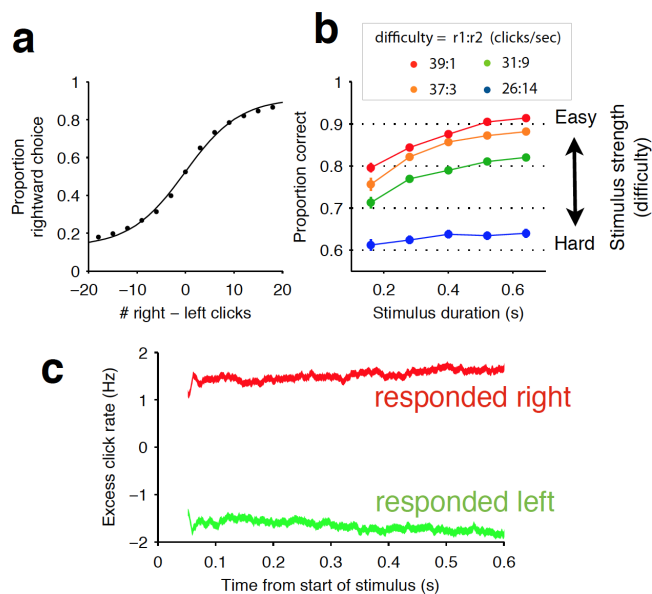 a
Proportion
rightward choice
1
0.8
0.6
0.4
0.2
0
−20
−10
0
10
20
# right − left clicks
b
difficulty = r1:r2 (clicks/sec)
39:1
31:9
37:3
26:14
Proportion correct
1
0.9
0.8
0.7
0.6
0
0.2
0.4
0.6
Stimulus duration (s)
Easy
Hard
Stimulus strength
(difficulty)
c
Excess click rate (Hz)
2
1
0
−1
−2
responded right
responded left
0
0.1
0.2
0.3
0.4
0.5
0.6
Time from start of stimulus (s)